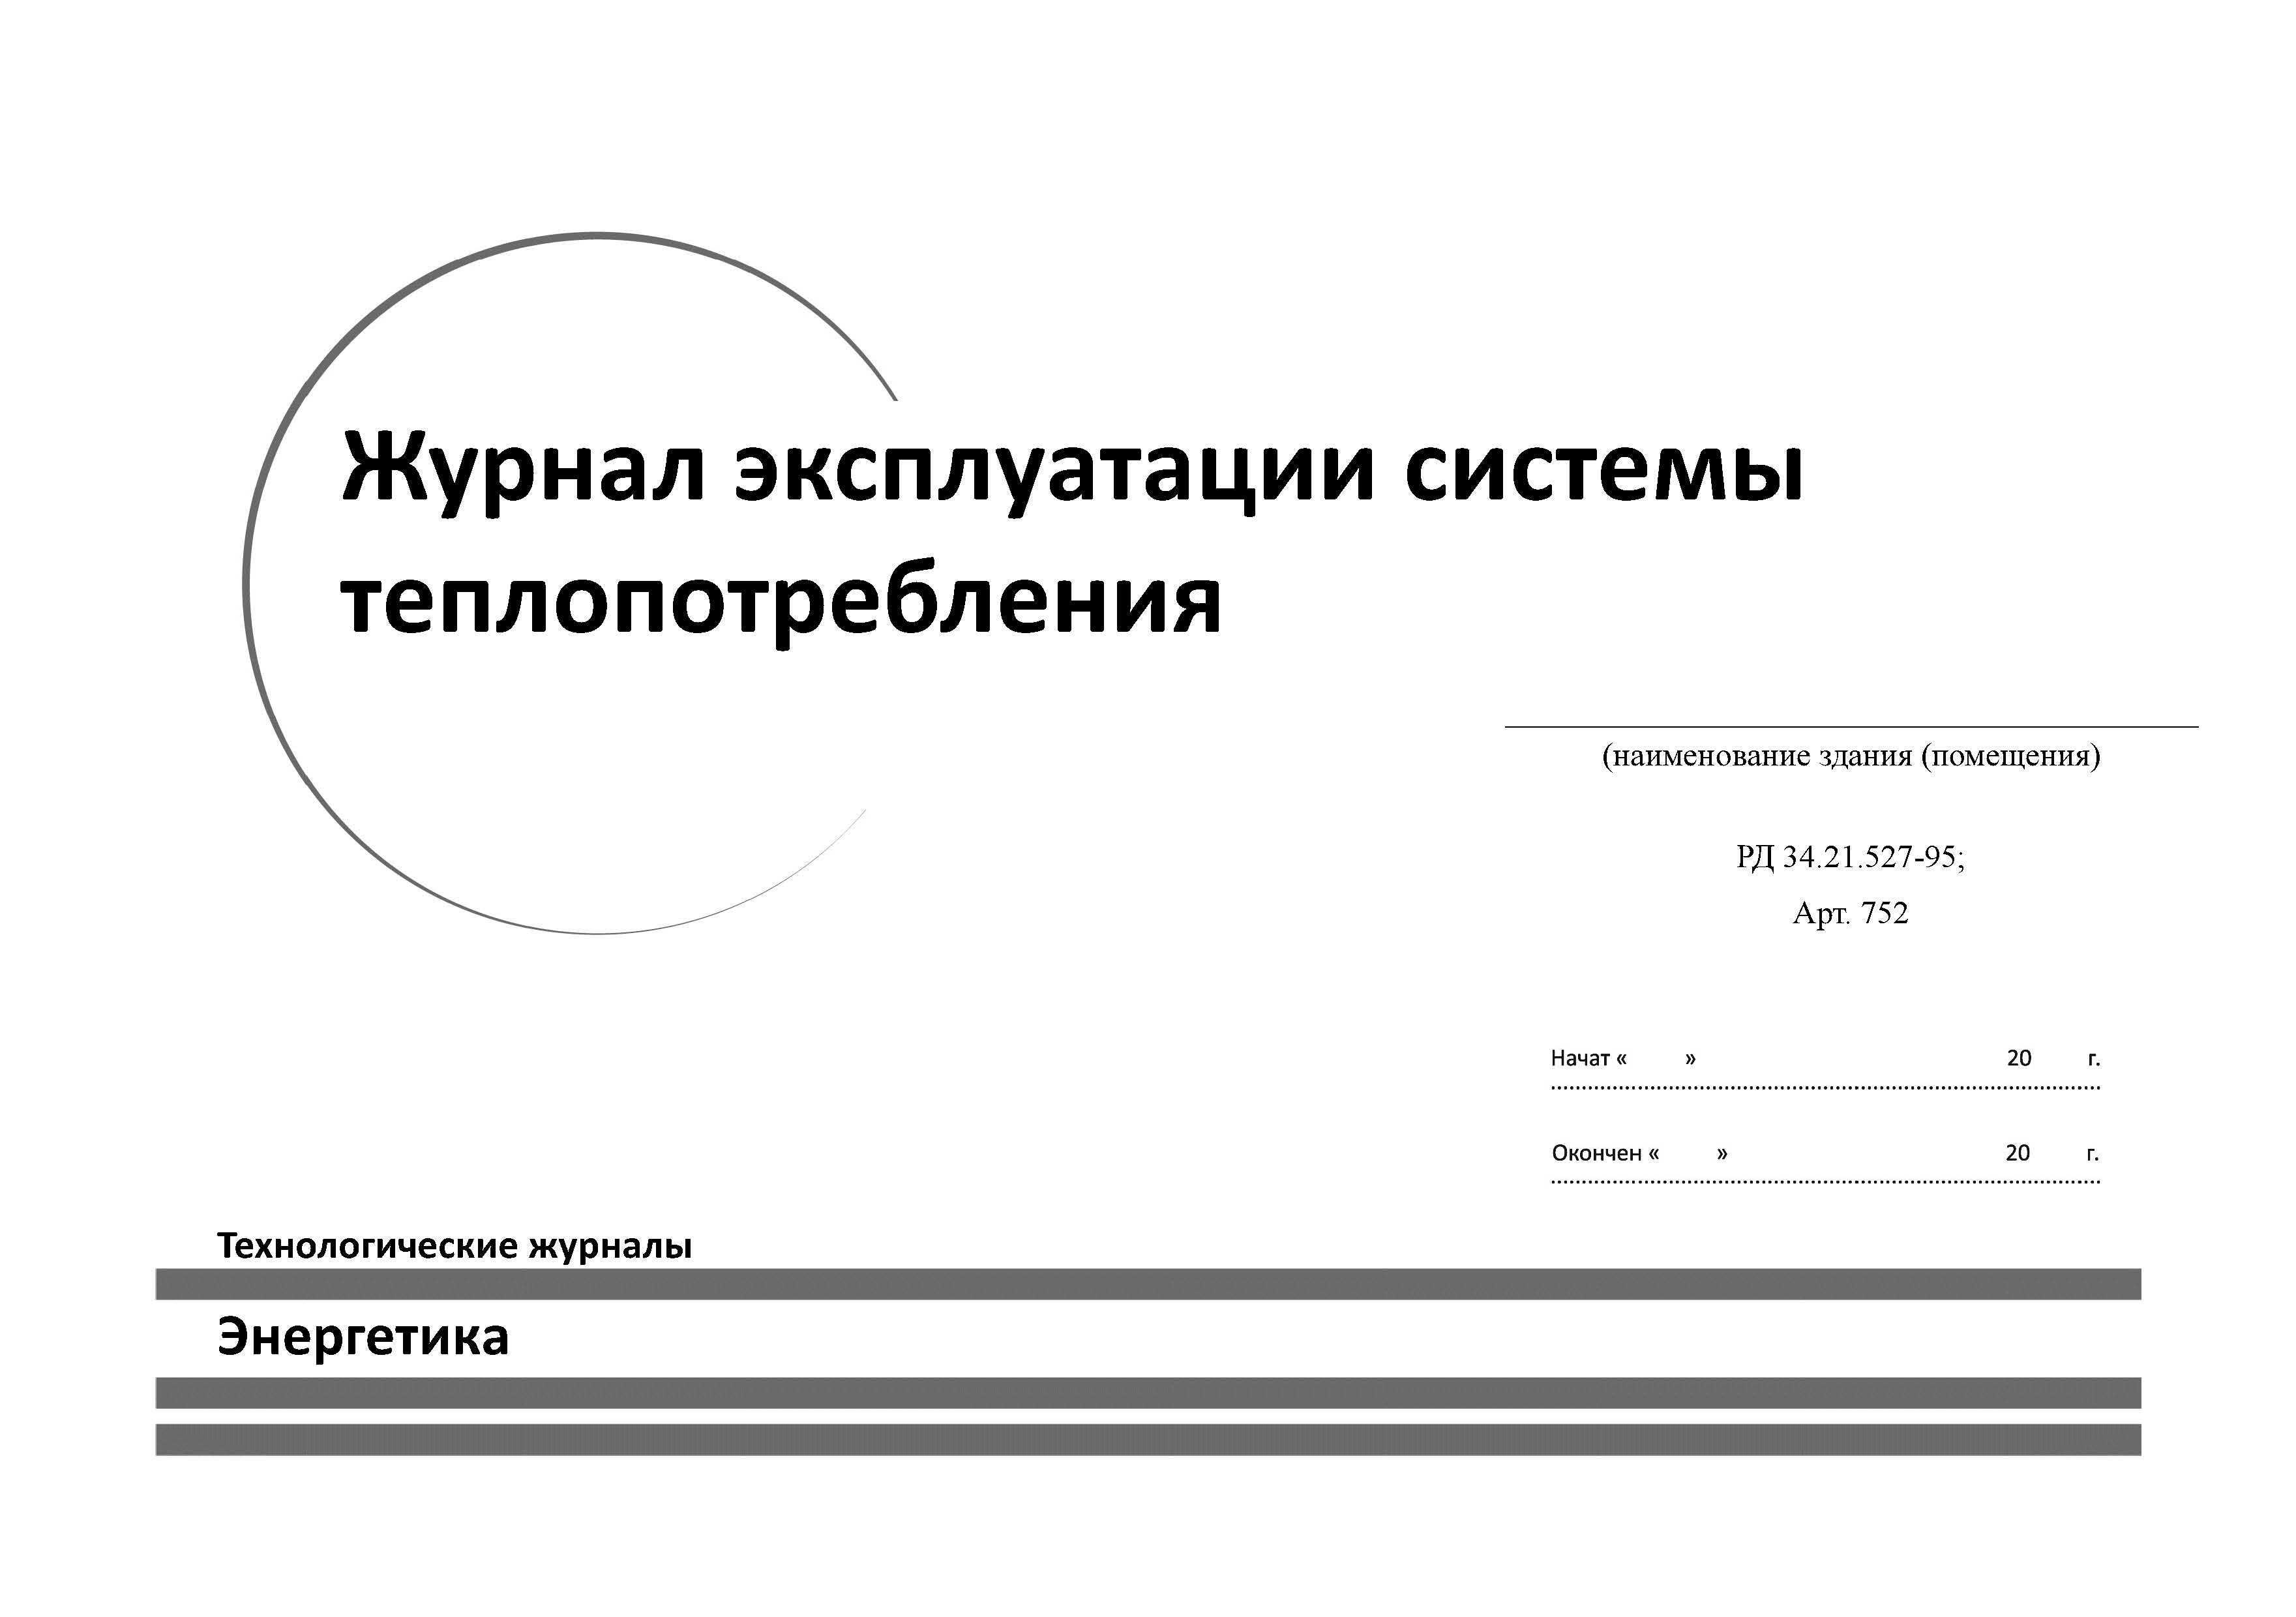 Журнал эксплуатации системы
теплопотребления
(наименование здания (помещения)
РД 34.21.527-95;
Арт. 752
Начат « » 20 г.
Окончен « » 20 г.
Технологические журналы
Энергетика